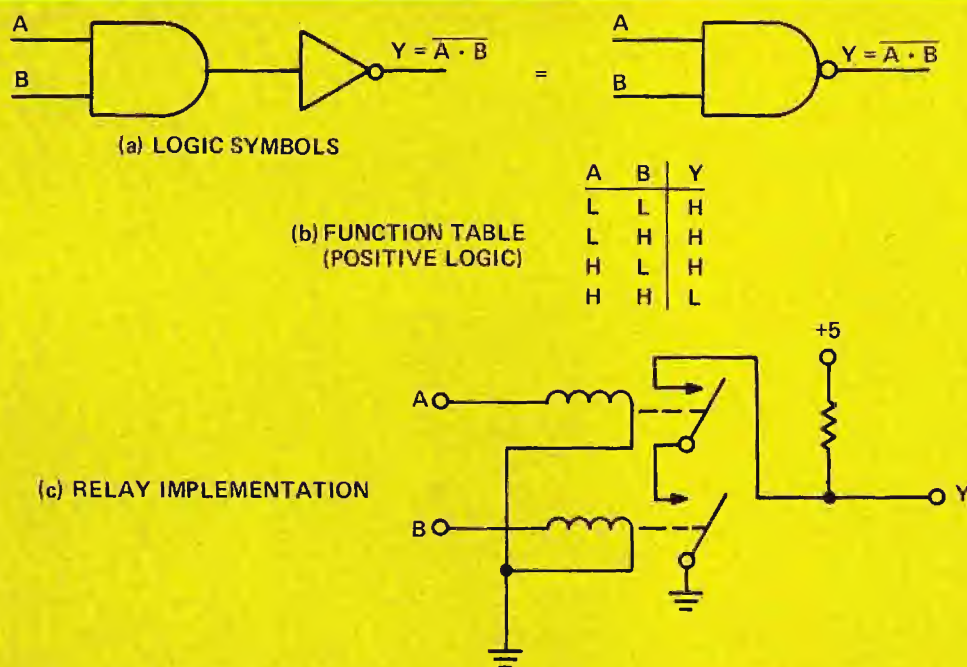 A
B
Y = A · B
=
A
B
Y = A · B
(a) LOGIC SYMBOLS
(b) FUNCTION TABLE
(POSITIVE LOGIC)
A B Y
L L H
L H H
H L H
H H L
(c) RELAY IMPLEMENTATION
+5
A
B
Y